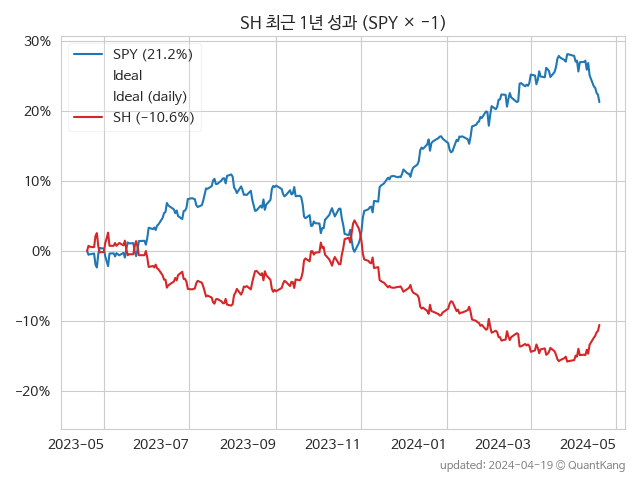 SH 최근 1년 성과 (SPY × −1)
30%
20%
10%
0%
−10%
−20%
SPY (21.2%)
Ideal
Ideal (daily)
SH (−10.6%)
2023−05 2023−07 2023−09 2023−11 2024−01 2024−03 2024−05
updated: 2024−04−19 © QuantKang